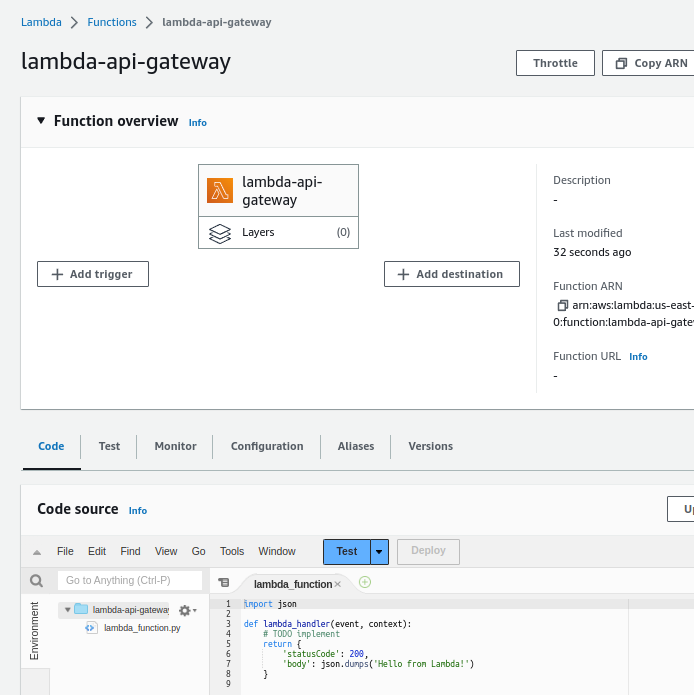 Lambda > Functions > lambda-api-gateway
lambda-api-gateway
Throttle
Copy ARN
Function overview Info
lambda-api-
gateway
Layers (0)
Add trigger
Add destination
Description
-
Last modified
32 seconds ago
Function ARN
arn:aws:lambda:us-east-
0:function:lambda-api-gate
Function URL Info
-
Code Test Monitor Configuration Aliases Versions
Code source Info
File Edit Find View Go Tools Window Test Deploy
Go to Anything (Ctrl-P)
lambda_function
Environment
lambda-api-gateway
lambda_function.py
1 import json
2
3 def lambda_handler(event, context):
4 # TODO implement
5 return {
6 'statusCode': 200,
7 'body': json.dumps('Hello from Lambda!')
8 }
9